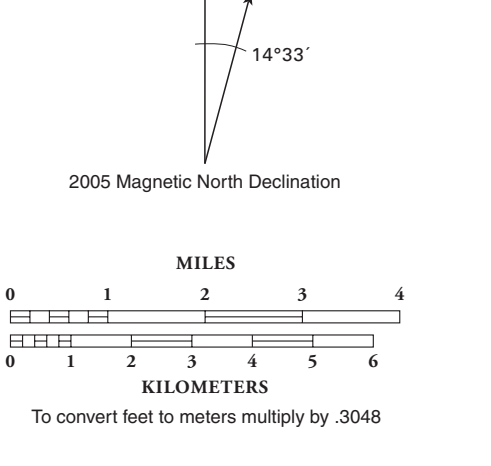 14°33´
2005 Magnetic North Declination
MILES
0 1 2 3 4
0 1 2 3 4 5 6
KILOMETERS
To convert feet to meters multiply by .3048